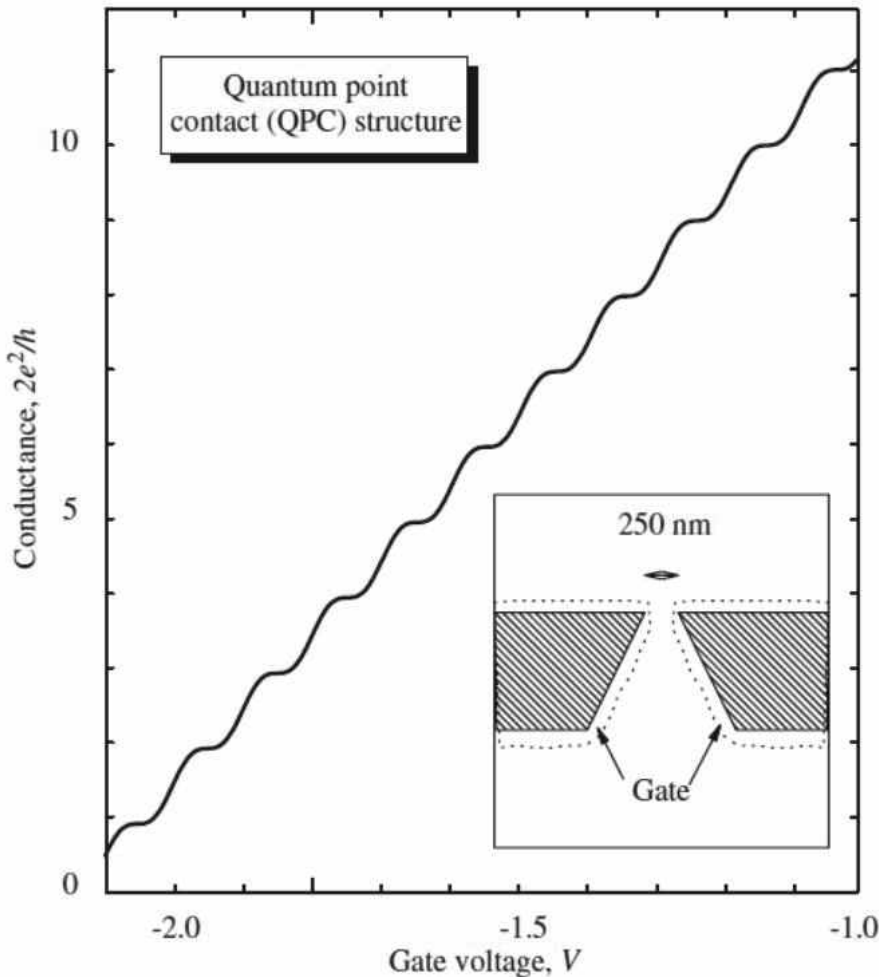 Quantum point
contact (QPC) structure
10
5
0
Conductance, 2e²/h
250 nm
Gate
-2.0
-1.5
-1.0
Gate voltage, V